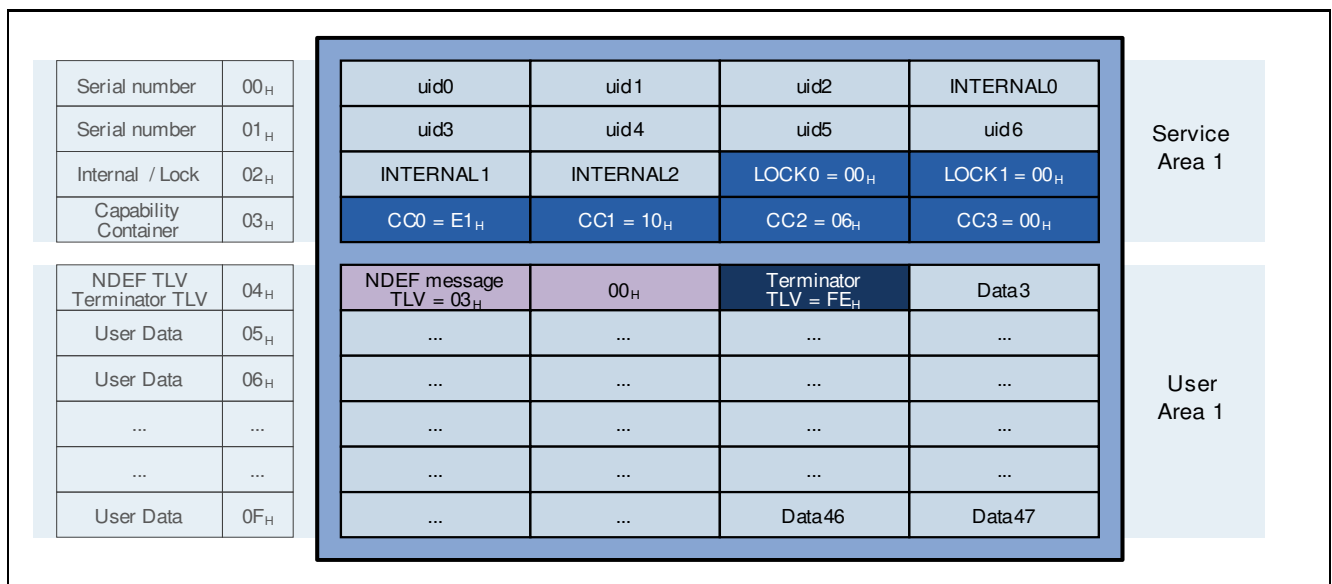 Serial number 00H uid0 uid1 uid2 INTERNAL0
Serial number 01H uid3 uid4 uid5 uid6
Service
Area 1
Internal / Lock 02H INTERNAL1 INTERNAL2 LOCK0 = 00H LOCK1 = 00H
Capability
Container 03H CC0 = E1H CC1 = 10H CC2 = 06H CC3 = 00H
NDEF TLV
Terminator TLV 04H
NDEF message
TLV = 03H
00H
Terminator
TLV = FEH
Data3
User Data 05H ... ... ... ...
User Data 06H ... ... ... ...
User
Area 1
... ... ... ... ... ...
... ... ... ... ... ...
User Data 0FH ... ... Data46 Data47